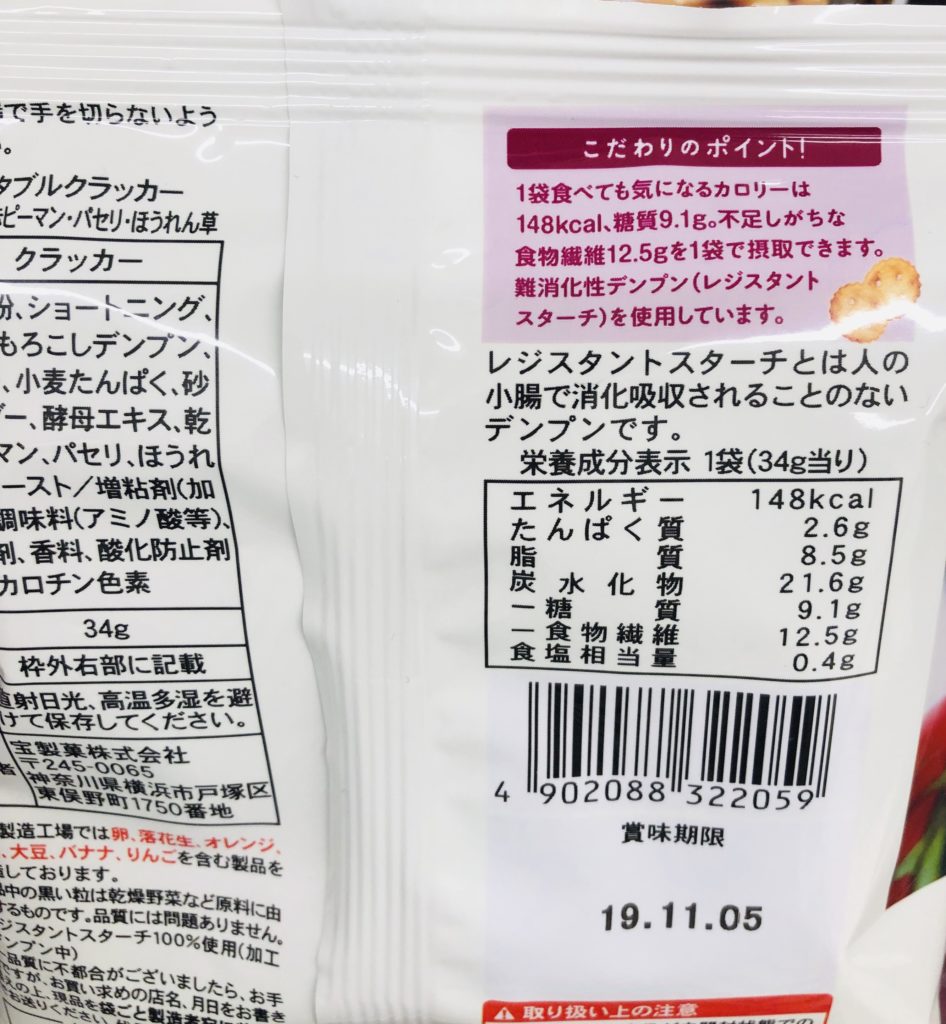 で手を切らないよう
。
タブルクラッカー
ピーマン・パセリ・ほうれん草
クラッカー
粉、ショートニング、
もろこしデンプン、
、小麦たんぱく、砂
ー、酵母エキス、乾
マン、パセリ、ほうれ
ースト／増粘剤(加
調味料(アミノ酸等)、
剤、香料、酸化防止剤
カロチン色素
34g
枠外右部に記載
直射日光、高温多湿を避
けて保存してください。
者
宝製菓株式会社
〒245-0065
神奈川県横浜市戸塚区
東俣野町1750番地
製造工場では卵、落花生、オレンジ、
、大豆、バナナ、りんごを含む製品を
しております。
中の黒い粒は乾燥野菜など原料に由
するものです。品質には問題ありません。
ジスタントスターチ100%使用(加工
ンプン中)
品質に不都合がございましたら、お手
ですが、お買い求めの店名、月日をお書き
の上、現品を袋ごと製造者宛に
お送りください
こだわりのポイント!
1袋食べても気になるカロリーは
148kcal、糖質9.1g。不足しがちな
食物繊維12.5gを1袋で摂取できます。
難消化性デンプン(レジスタント
スターチ)を使用しています。
レジスタントスターチとは人の
小腸で消化吸収されることのない
デンプンです。
栄養成分表示 1袋(34g当り)
エネルギー 148kcal
たんぱく質 2.6g
脂質 8.5g
炭水化物 21.6g
－糖質 9.1g
－食物繊維 12.5g
食塩相当量 0.4g
4 902088 322059
賞味期限
19.11.05
取り扱い上の注意